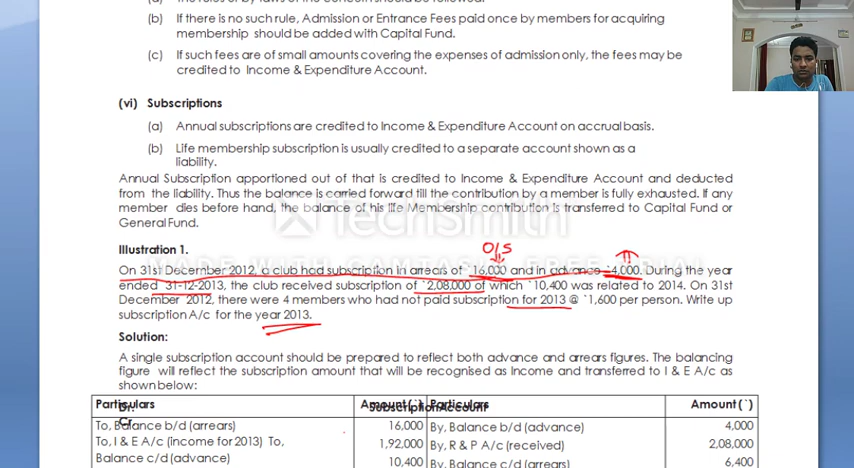 (b) If there is no such rule, Admission or Entrance Fees paid once by members for acquiring
membership should be added with Capital Fund.
(c) If such fees are of small amounts covering the expenses of admission only, the fees may be
credited to Income & Expenditure Account.
(vi) Subscriptions
(a) Annual subscriptions are credited to Income & Expenditure Account on accrual basis.
(b) Life membership subscription is usually credited to a separate account shown as a
liability.
Annual Subscription apportioned out of that is credited to Income & Expenditure Account and deducted
from the liability. Thus the balance is carried forward till the contribution by a member is fully exhausted. If any
member dies before hand, the balance of his life Membership contribution is transferred to Capital Fund or
General Fund.
TechSmith
Illustration 1.
O/S
MADE WITH CAMTASIA FREE TRIAL
On 31st December 2012, a club had subscription in arrears of `16,000 and in advance `4,000. During the year
ended 31-12-2013, the club received subscription of `2,08,000 of which `10,400 was related to 2014. On 31st
December 2012, there were 4 members who had not paid subscription for 2013 @ `1,600 per person. Write up
subscription A/c for the year 2013.
Solution:
A single subscription account should be prepared to reflect both advance and arrears figures. The balancing
figure will reflect the subscription amount that will be recognised as Income and transferred to I & E A/c as
shown below:
Dr. Subscription Account
Particulars Amount (`) Particulars Amount (`)
Cr.
To, Balance b/d (arrears) 16,000 By, Balance b/d (advance) 4,000
To, I & E A/c (income for 2013) To, 1,92,000 By, R & P A/c (received) 2,08,000
Balance c/d (advance) 10,400 By, Balance c/d (arrears) 6,400